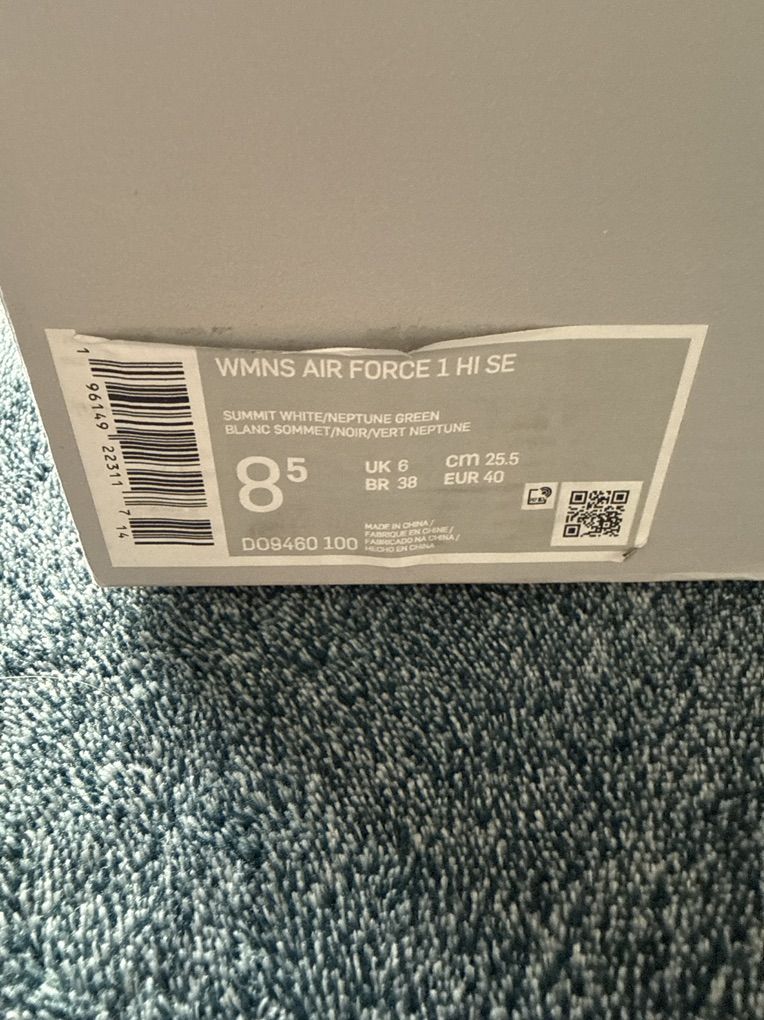 WMNS AIR FORCE 1 HI SE
SUMMIT WHITE/NEPTUNE GREEN
BLANC SOMMET/NOIR/VERT NEPTUNE
8 5
UK 6
BR 38
cm 25.5
EUR 40
DO9460 100
MADE IN CHINA /
FABRIQUE EN CHINE /
FABRICADO NA CHINA /
HECHO EN CHINA
1 96149 22311 7 14